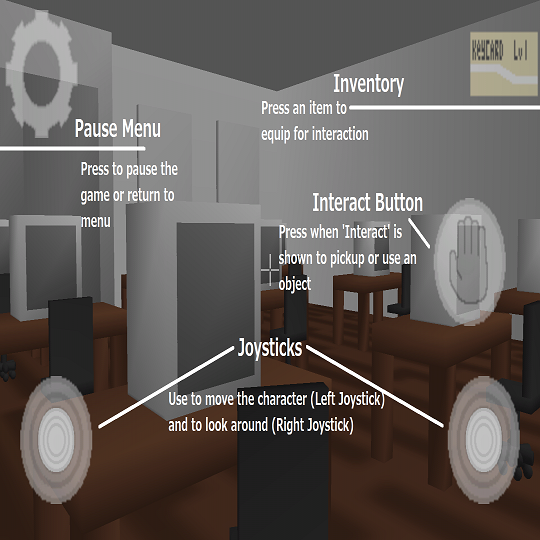 KEYCARD Lvl
Inventory
Press an item to
equip for interaction
Pause Menu
Press to pause the
game or return to
menu
Interact Button
Press when 'Interact' is
shown to pickup or use an
object
Joysticks
Use to move the character (Left Joystick)
and to look around (Right Joystick)